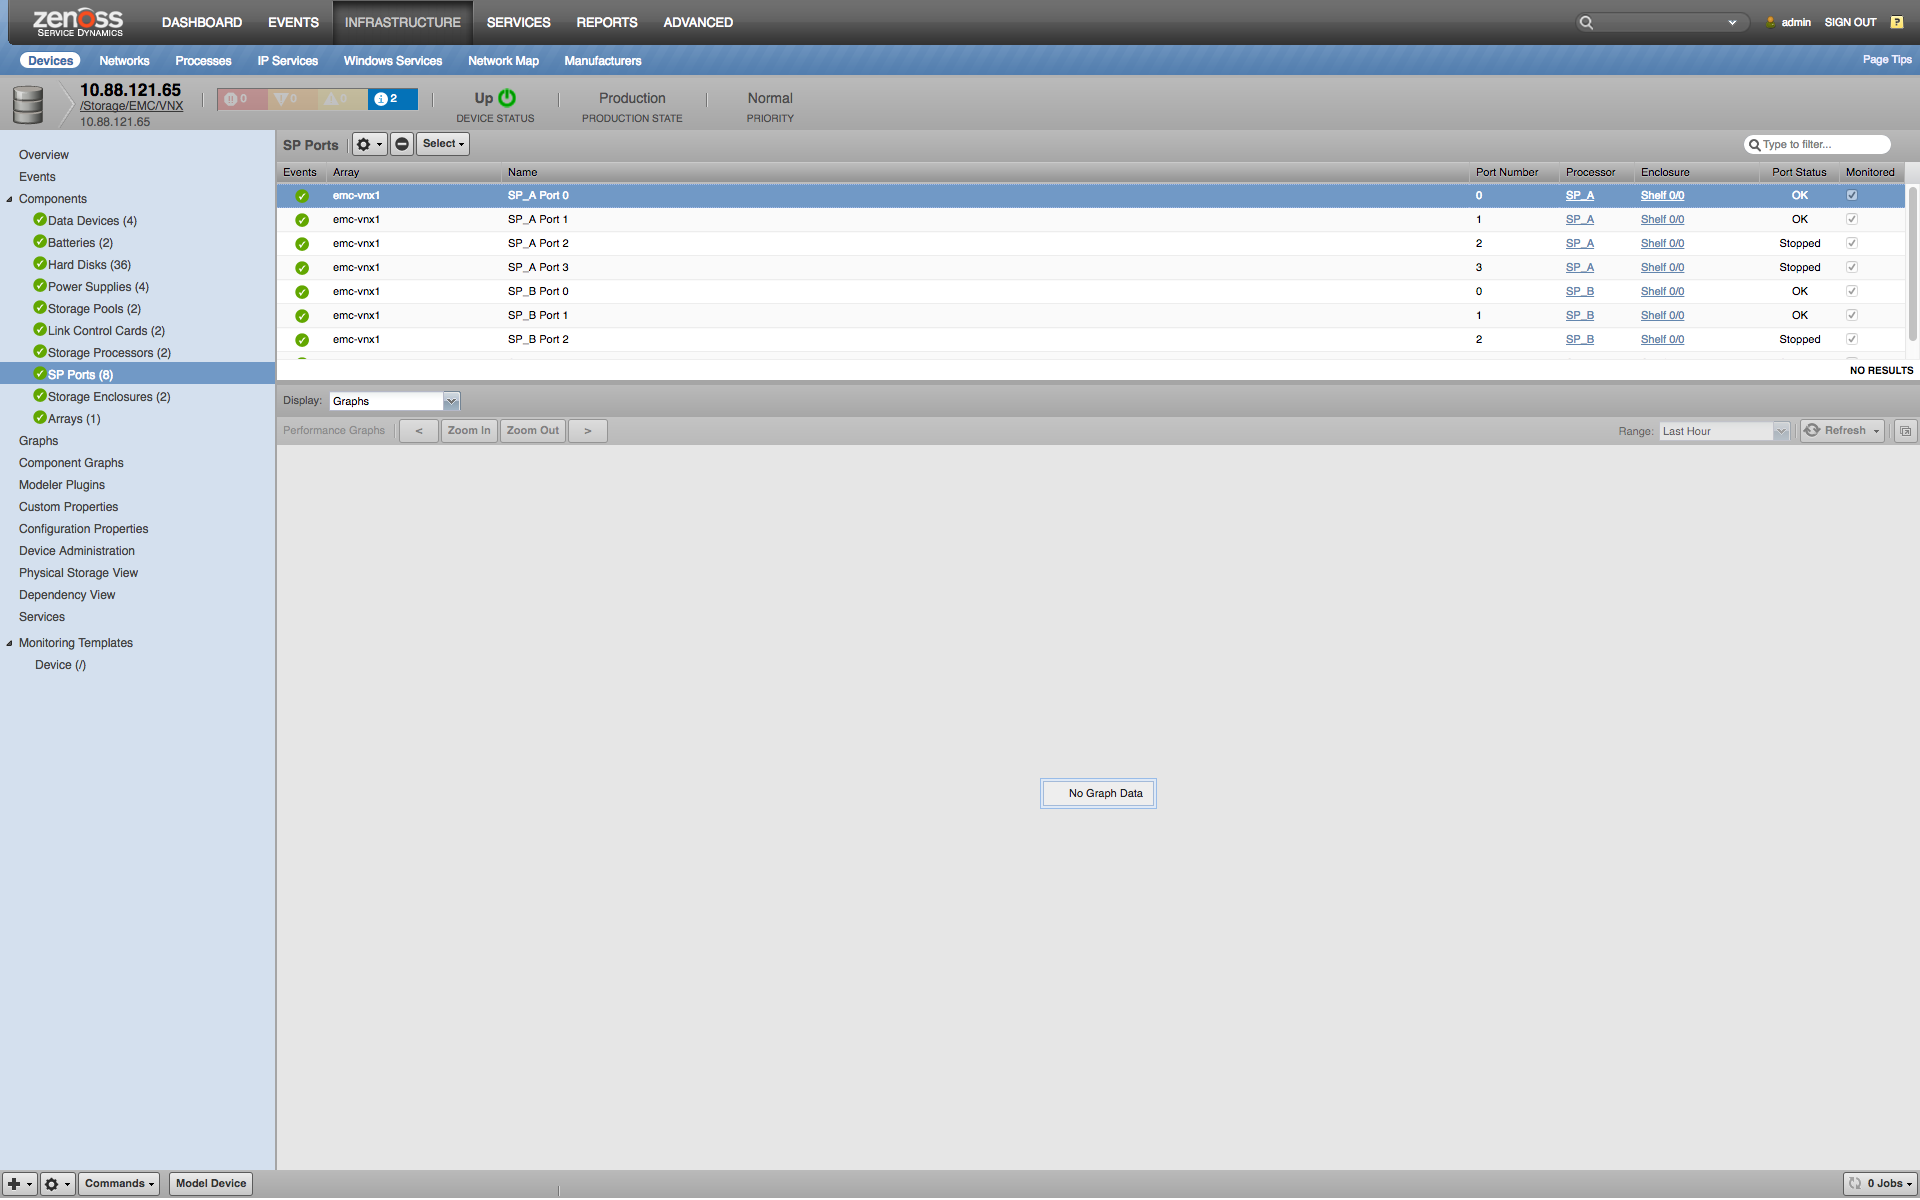 zenoss
SERVICE DYNAMICS
DASHBOARD EVENTS INFRASTRUCTURE SERVICES REPORTS ADVANCED
admin SIGN OUT ?
Devices Networks Processes IP Services Windows Services Network Map Manufacturers
Page Tips
10.88.121.65
/Storage/EMC/VNX
10.88.121.65
0 0 0 2
Up
DEVICE STATUS
Production
PRODUCTION STATE
Normal
PRIORITY
Overview
Events
Components
Data Devices (4)
Batteries (2)
Hard Disks (36)
Power Supplies (4)
Storage Pools (2)
Link Control Cards (2)
Storage Processors (2)
SP Ports (8)
Storage Enclosures (2)
Arrays (1)
Graphs
Component Graphs
Modeler Plugins
Custom Properties
Configuration Properties
Device Administration
Physical Storage View
Dependency View
Services
Monitoring Templates
Device (/)
SP Ports Select Type to filter...
Events Array Name Port Number Processor Enclosure Port Status Monitored
emc-vnx1 SP_A Port 0 0 SP_A Shelf 0/0 OK
emc-vnx1 SP_A Port 1 1 SP_A Shelf 0/0 OK
emc-vnx1 SP_A Port 2 2 SP_A Shelf 0/0 Stopped
emc-vnx1 SP_A Port 3 3 SP_A Shelf 0/0 Stopped
emc-vnx1 SP_B Port 0 0 SP_B Shelf 0/0 OK
emc-vnx1 SP_B Port 1 1 SP_B Shelf 0/0 OK
emc-vnx1 SP_B Port 2 2 SP_B Shelf 0/0 Stopped
NO RESULTS
Display: Graphs
Performance Graphs < Zoom In Zoom Out > Range: Last Hour Refresh
No Graph Data
Commands Model Device 0 Jobs